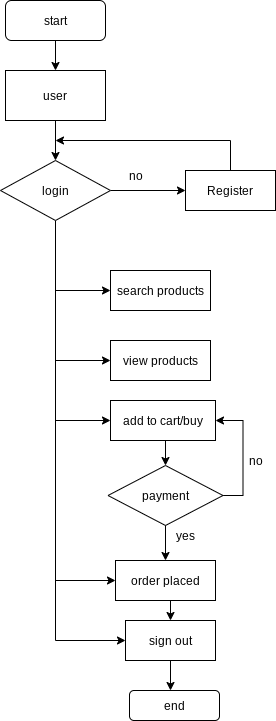 start
user
login
no
Register
search products
view products
add to cart/buy
no
payment
yes
order placed
sign out
end